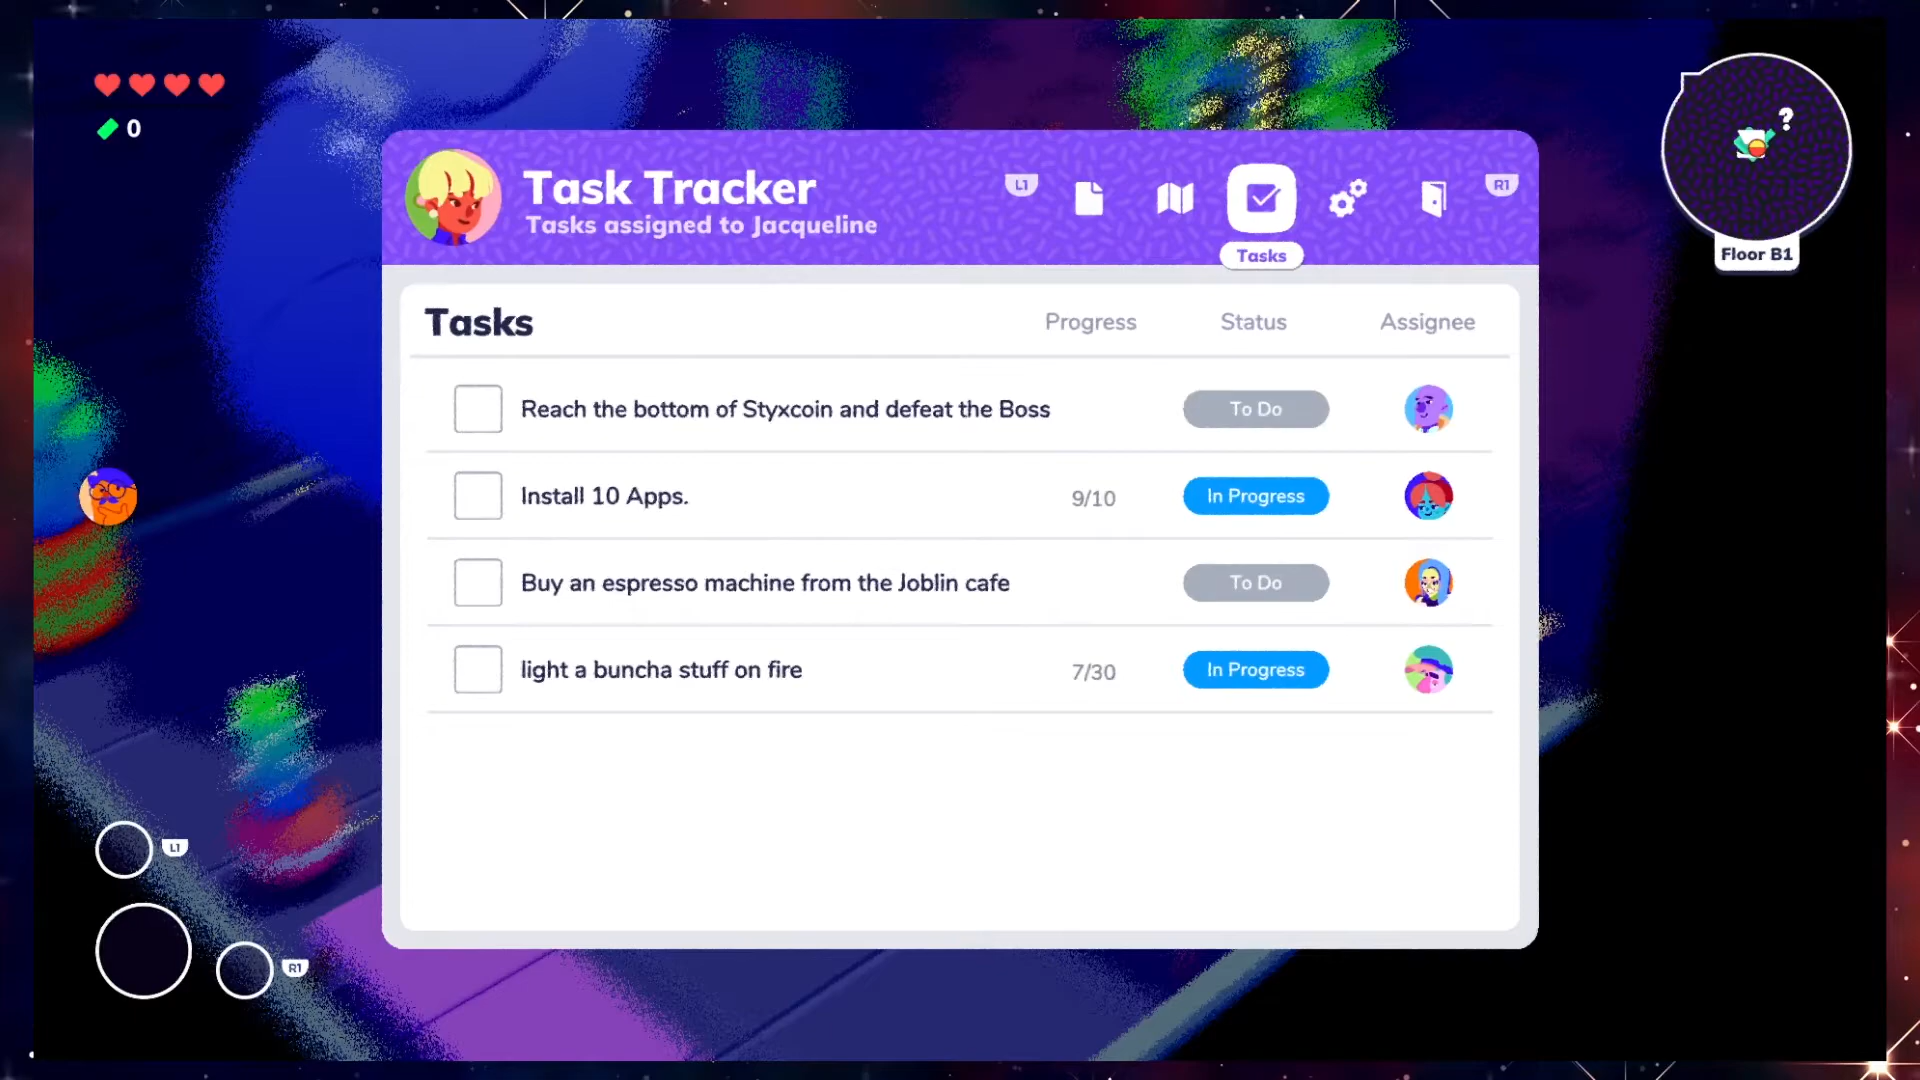 0
Task Tracker
Tasks assigned to Jacqueline
L1
R1
Tasks
?
Floor B1
Tasks Progress Status Assignee
Reach the bottom of Styxcoin and defeat the Boss To Do
Install 10 Apps. 9/10 In Progress
Buy an espresso machine from the Joblin cafe To Do
light a buncha stuff on fire 7/30 In Progress
L1
R1